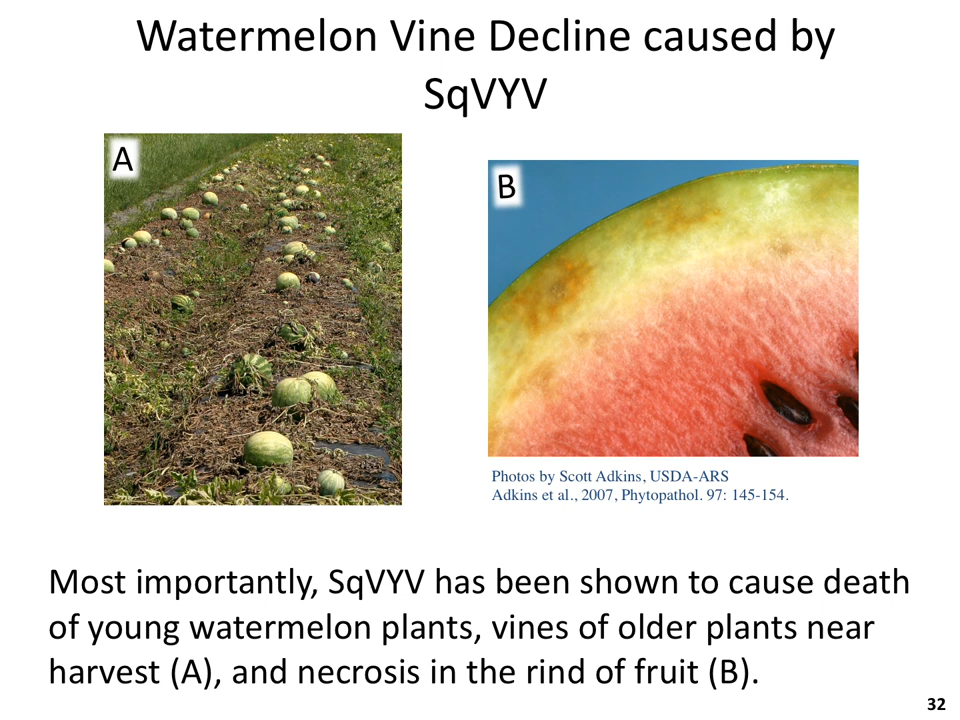 Watermelon Vine Decline caused by
SqVYV
A
B
Photos by Scott Adkins, USDA-ARS
Adkins et al., 2007, Phytopathol. 97: 145-154.
Most importantly, SqVYV has been shown to cause death
of young watermelon plants, vines of older plants near
harvest (A), and necrosis in the rind of fruit (B).
32